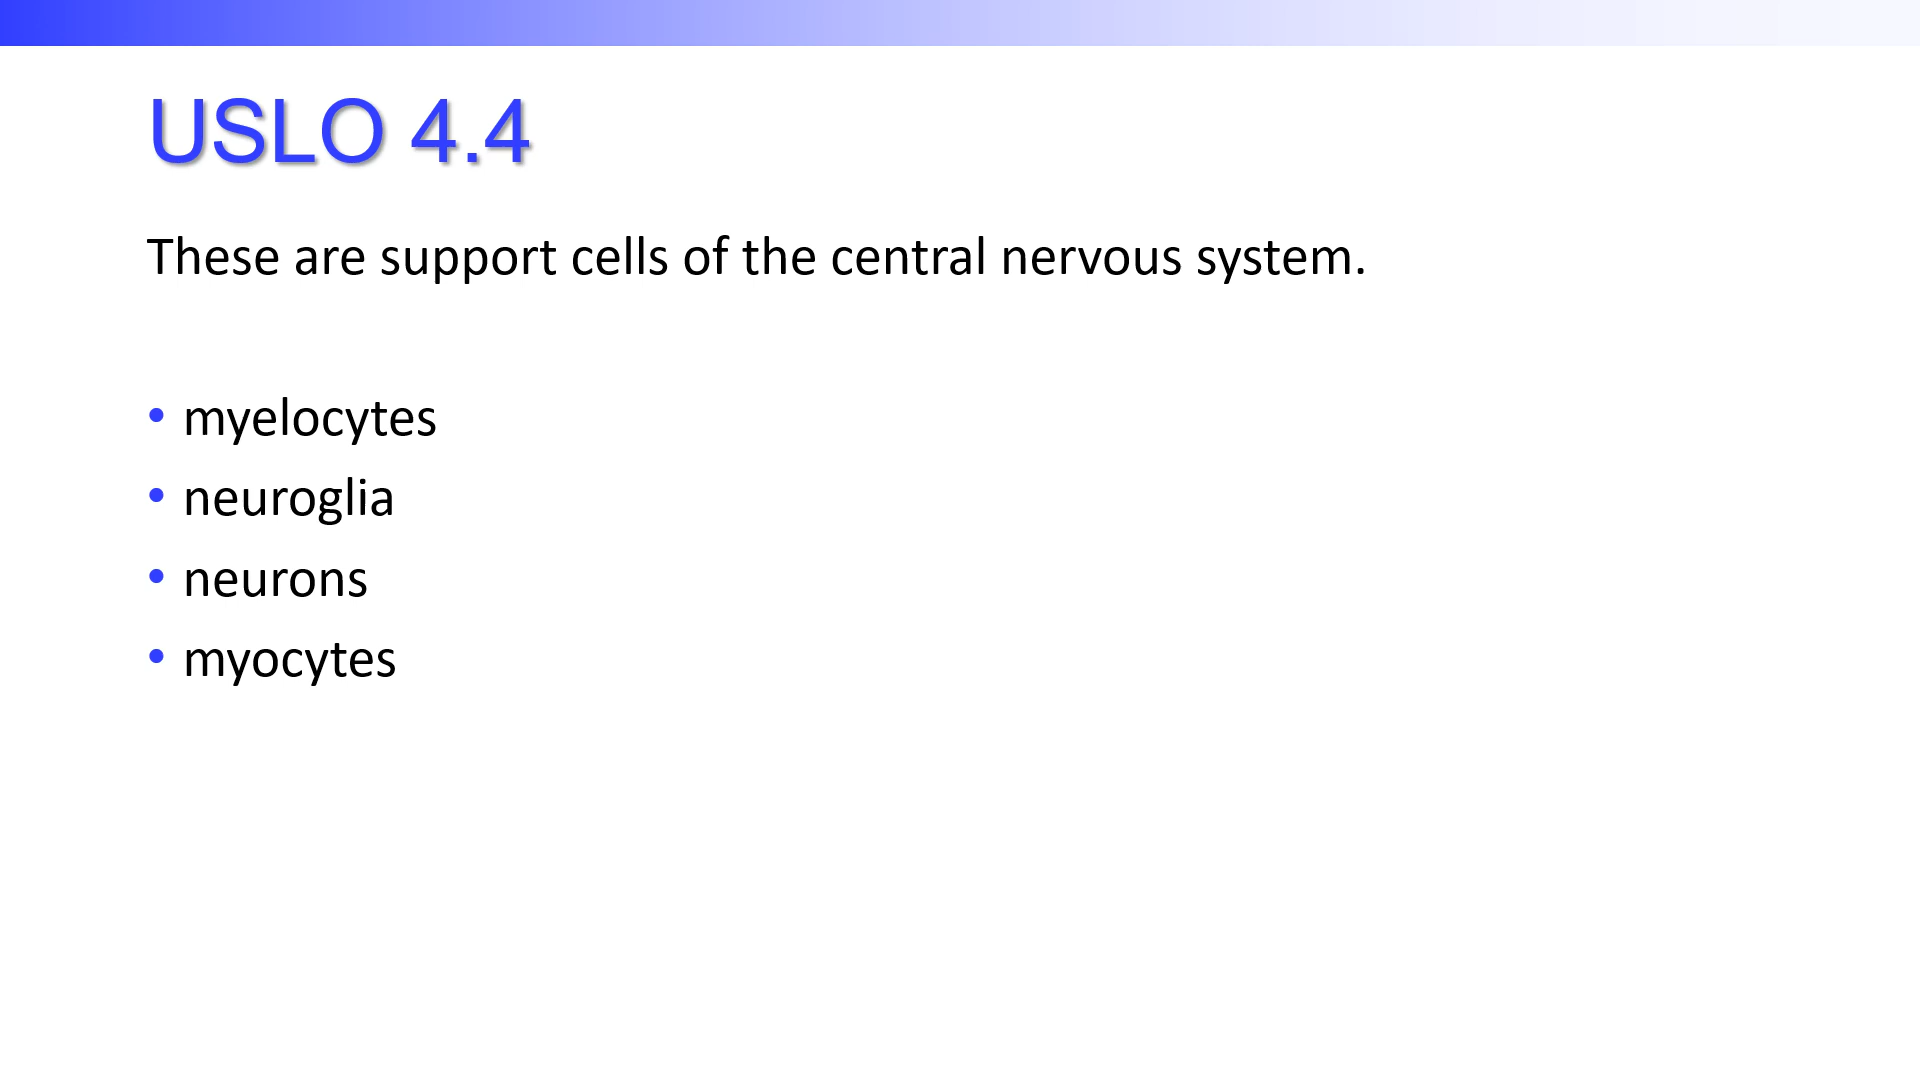 USLO 4.4
These are support cells of the central nervous system.
• myelocytes
• neuroglia
• neurons
• myocytes